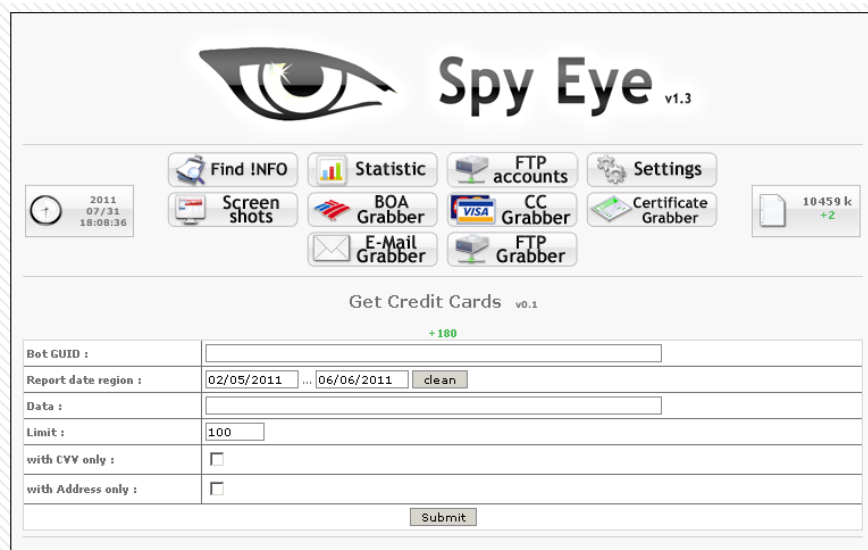 Spy Eye v1.3
2011
07/31
18:08:36
Find !NFO
Statistic
FTP
accounts
Settings
Screen
shots
BOA
Grabber
VISA
CC
Grabber
Certificate
Grabber
E-Mail
Grabber
FTP
Grabber
10459 k
+2
Get Credit Cards v0.1
+180
Bot GUID :
Report date region : 02/05/2011 ... 06/06/2011 clean
Data :
Limit : 100
with CVV only :
with Address only :
Submit